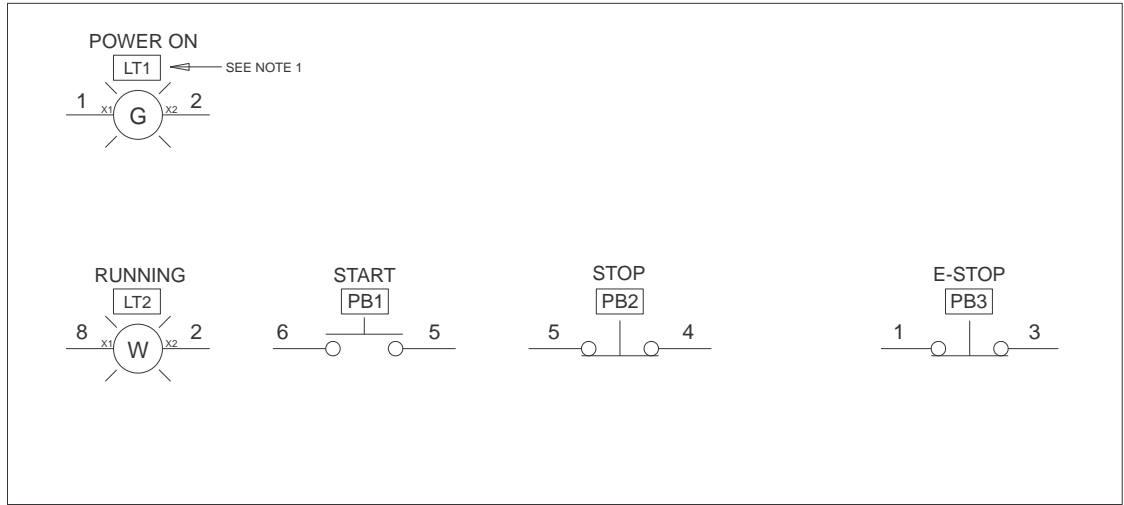 POWER ON
LT1
SEE NOTE 1
1 X1 G X2 2
RUNNING
LT2
8 X1 W X2 2
START
PB1
6 5
STOP
PB2
5 4
E-STOP
PB3
1 3